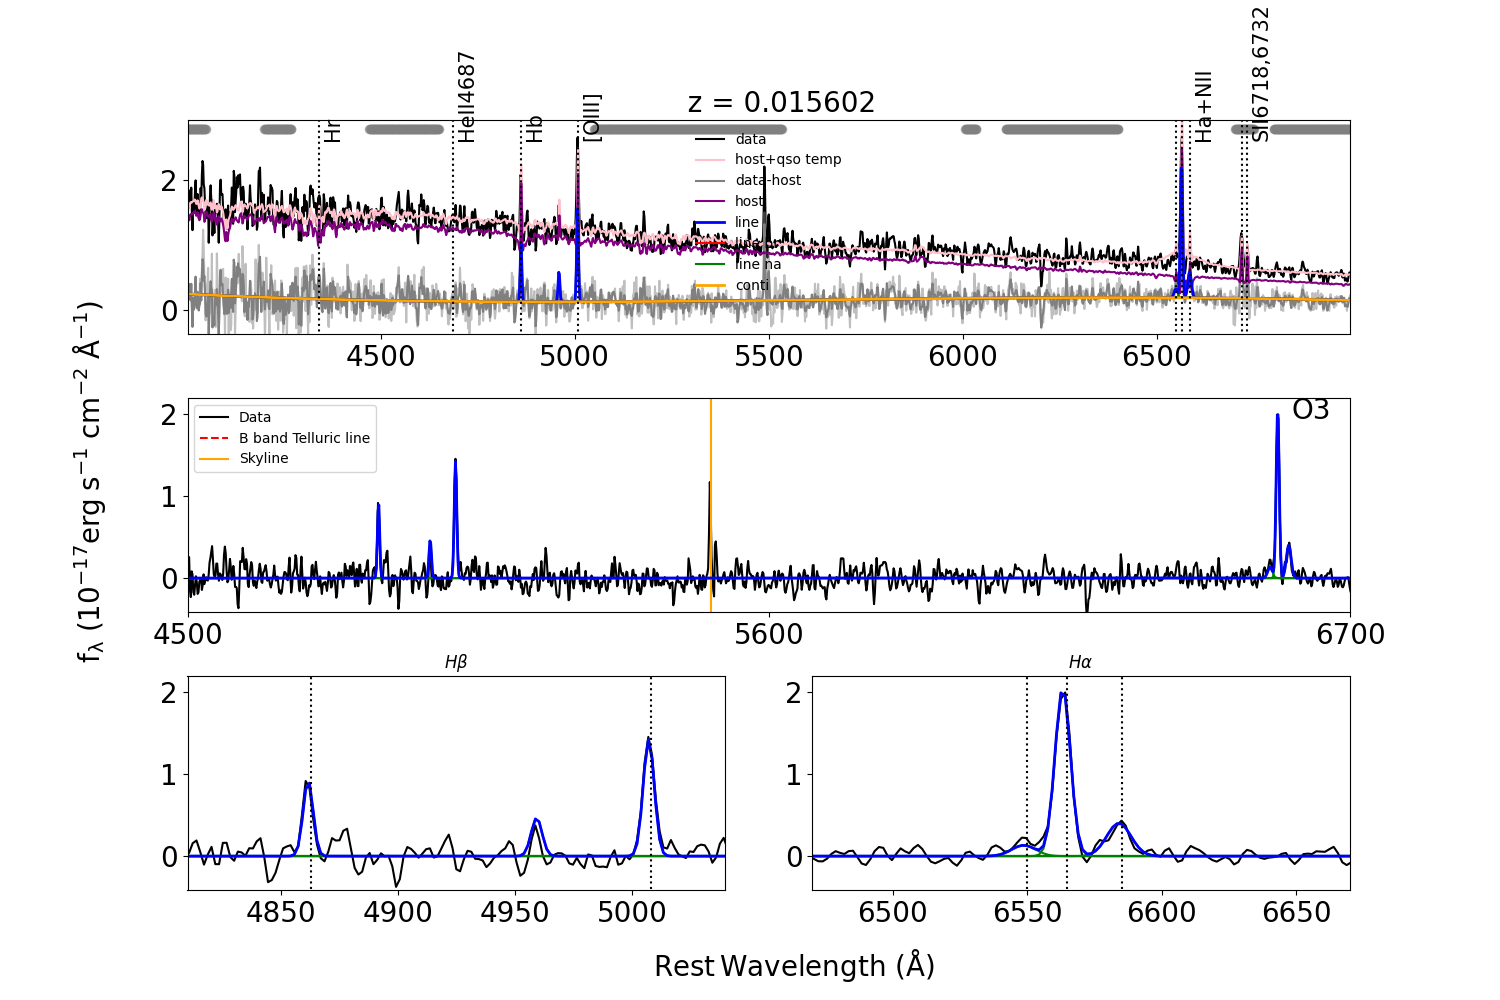 z = 0.015602
Hr
HeII4687
Hb
[OIII]
Ha+NII
SII6718,6732
data
host+qso temp
data-host
host
line
line na
conti
2
0
4500
5000
5500
6000
6500
fλ (10⁻¹⁷erg s⁻¹ cm⁻² Å⁻¹)
Data
B band Telluric line
Skyline
O3
2
1
0
4500
5600
6700
Hβ
2
1
0
4850
4900
4950
5000
Hα
2
1
0
6500
6550
6600
6650
Rest Wavelength (Å)